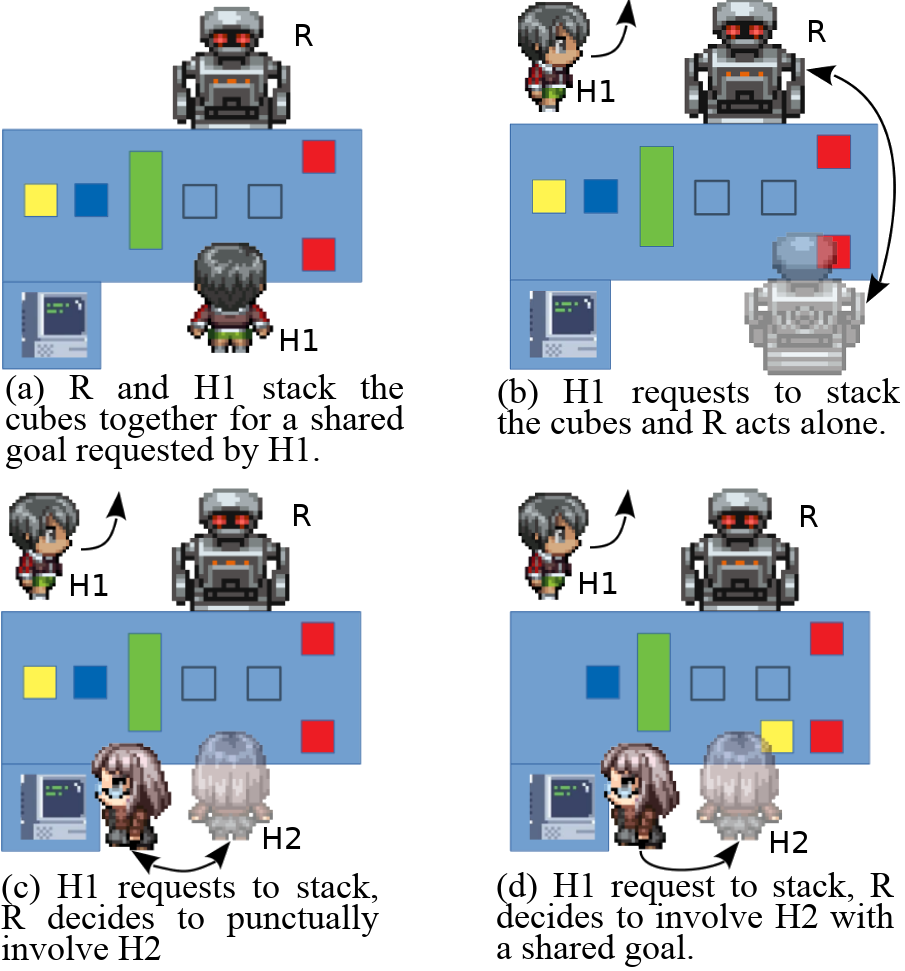 R
H1
(a) R and H1 stack the
cubes together for a shared
goal requested by H1.
H1
R
(b) H1 requests to stack
the cubes and R acts alone.
H1
R
H2
(c) H1 requests to stack,
R decides to punctually
involve H2
H1
R
H2
(d) H1 request to stack, R
decides to involve H2 with
a shared goal.